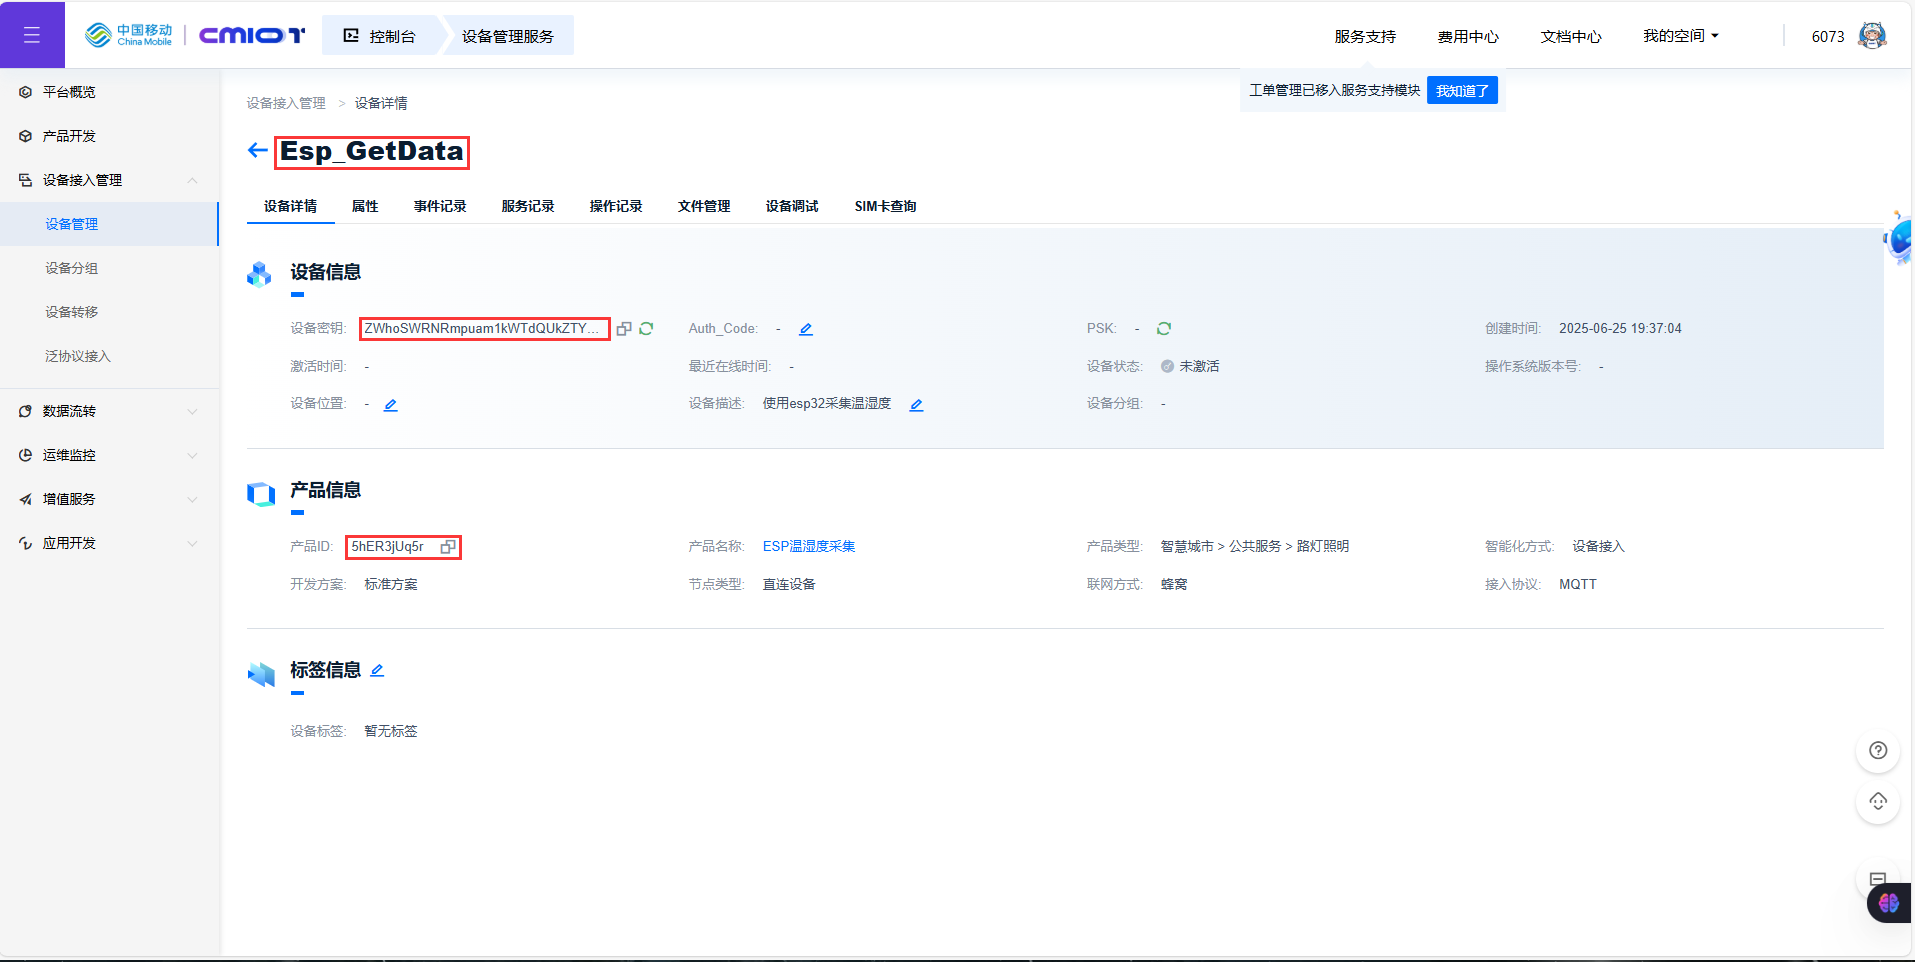 中国移动
China Mobile
CMIOT
控制台
设备管理服务
服务支持
费用中心
文档中心
我的空间
6073
工单管理已移入服务支持模块
我知道了
平台概览
产品开发
设备接入管理
设备管理
设备分组
设备转移
泛协议接入
数据流转
运维监控
增值服务
应用开发
设备接入管理 > 设备详情
Esp_GetData
设备详情 属性 事件记录 服务记录 操作记录 文件管理 设备调试 SIM卡查询
设备信息
设备密钥: ZWhoSWRNRmpuam1kWTdQUkZTY... Auth_Code: - PSK: - 创建时间: 2025-06-25 19:37:04
激活时间: - 最近在线时间: - 设备状态: 未激活 操作系统版本号: -
设备位置: - 设备描述: 使用esp32采集温湿度 设备分组: -
产品信息
产品ID: 5hER3jUq5r 产品名称: ESP温湿度采集 产品类型: 智慧城市 > 公共服务 > 路灯照明 智能化方式: 设备接入
开发方案: 标准方案 节点类型: 直连设备 联网方式: 蜂窝 接入协议: MQTT
标签信息
设备标签: 暂无标签